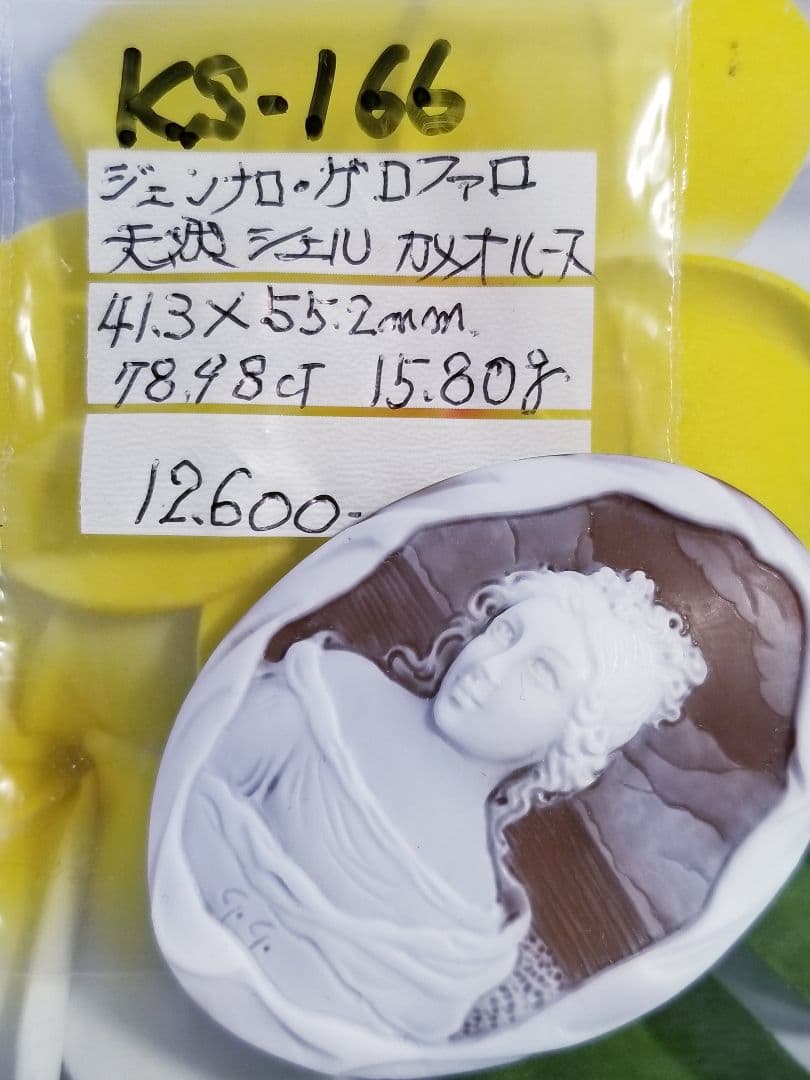 KS-166
ジェンナロ・ゲロファロ
天然シェル カメオルース
41.3×55.2mm.
78.98ct 15.80g
12.600-
G.G.